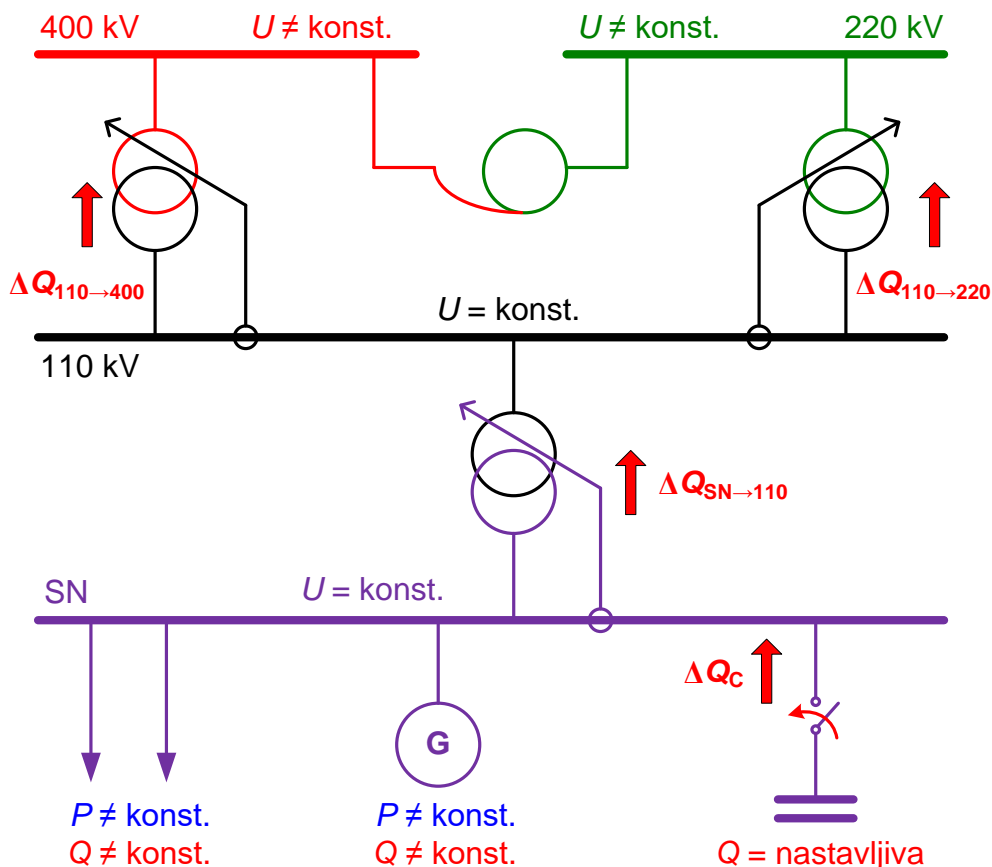 400 kV
U ≠ konst.
U ≠ konst.
220 kV
ΔQ110→400
ΔQ110→220
U = konst.
110 kV
ΔQSN→110
SN
U = konst.
ΔQC
G
P ≠ konst.
Q ≠ konst.
P ≠ konst.
Q ≠ konst.
Q = nastavljiva